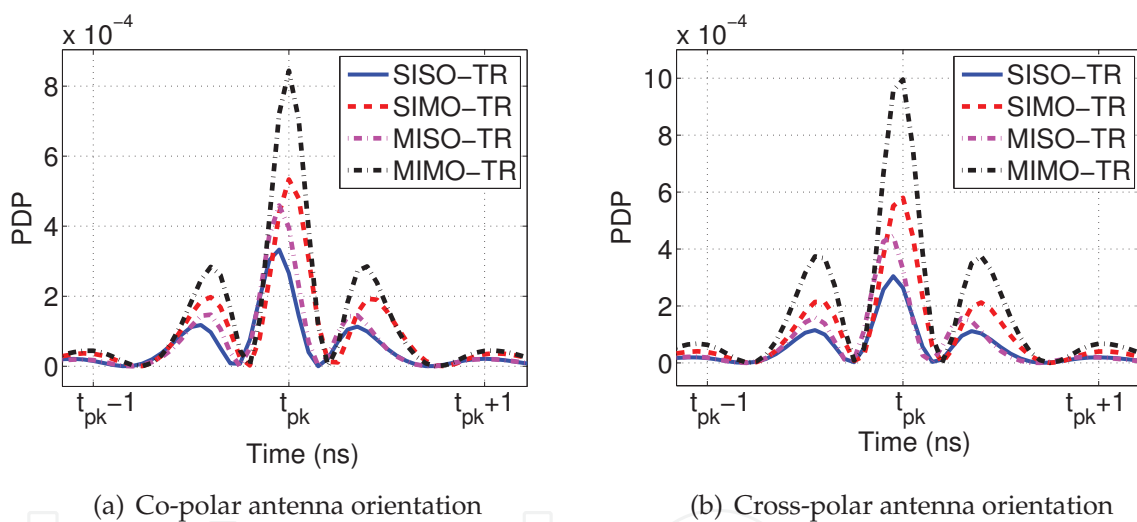 x 10⁻⁴
8
6
4
2
0
PDP
SISO−TR
SIMO−TR
MISO−TR
MIMO−TR
t_pk−1
t_pk
t_pk+1
Time (ns)
(a) Co-polar antenna orientation
x 10⁻⁴
10
8
6
4
2
0
PDP
SISO−TR
SIMO−TR
MISO−TR
MIMO−TR
t_pk−1
t_pk
t_pk+1
Time (ns)
(b) Cross-polar antenna orientation